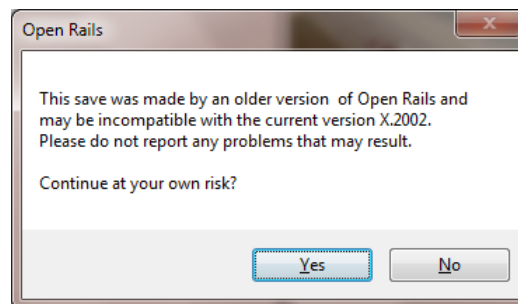 Open Rails
This save was made by an older version  of Open Rails and
may be incompatible with the current version X.2002.
Please do not report any problems that may result.
Continue at your own risk?
Yes
No